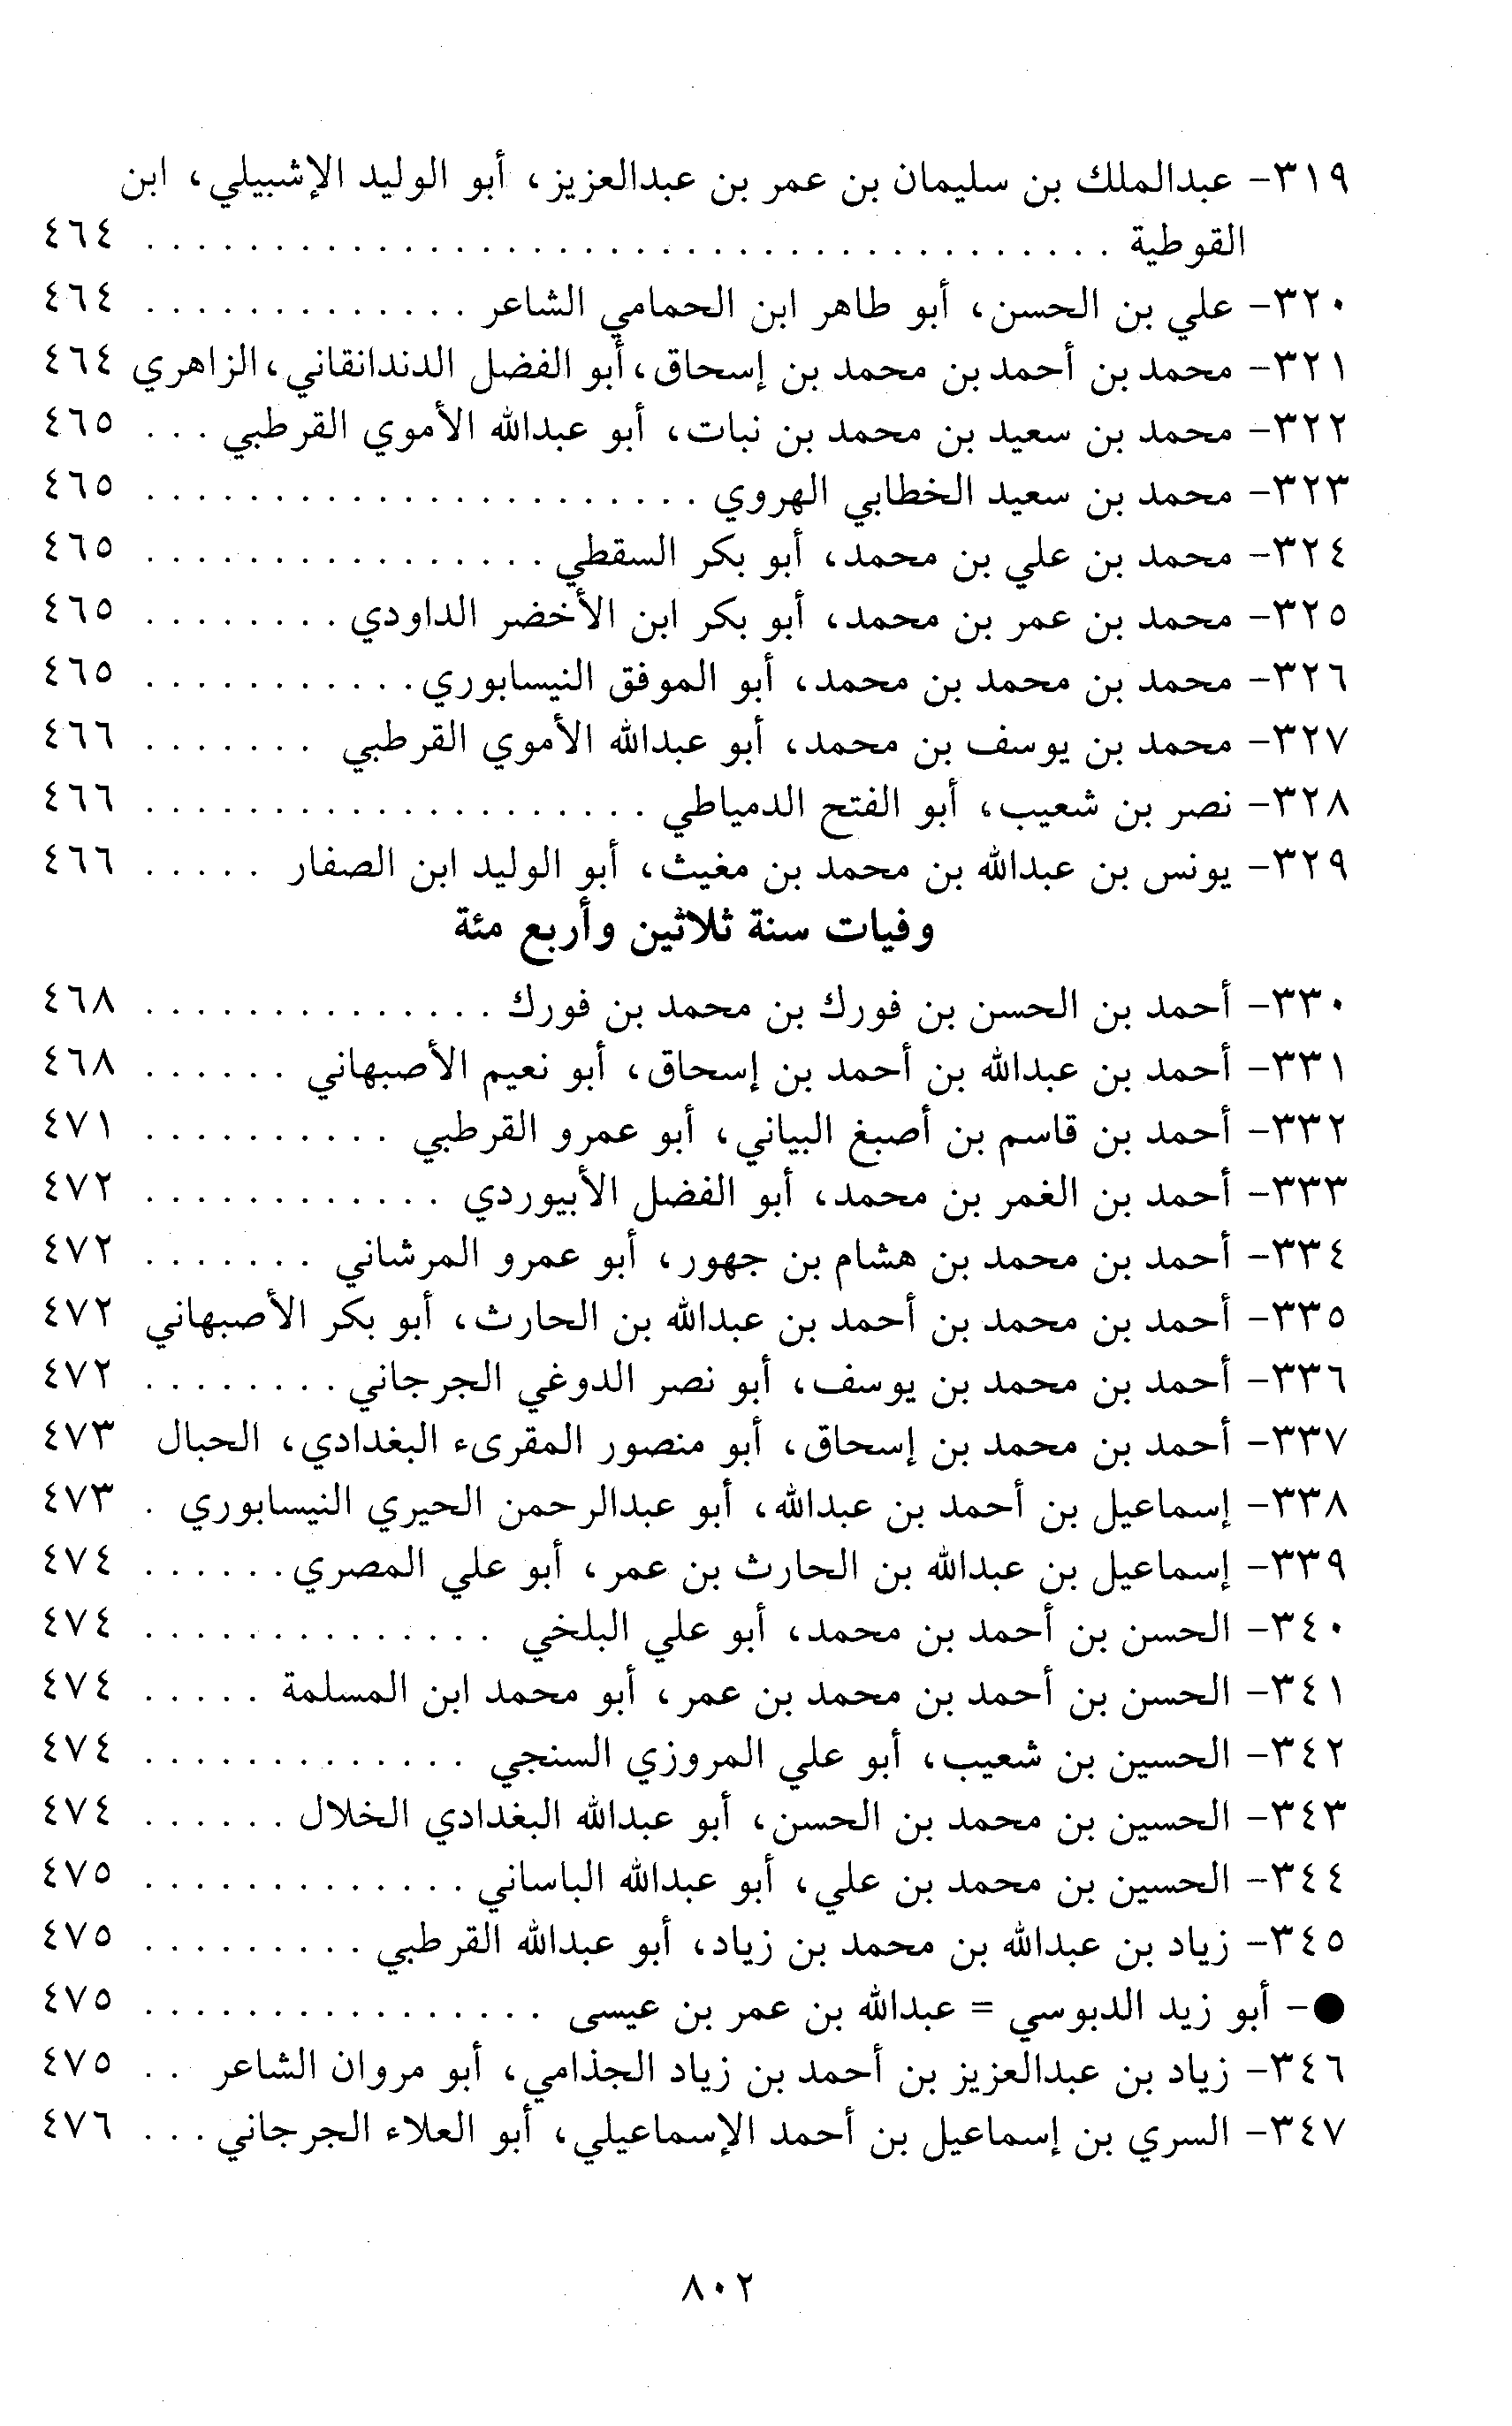 ٣١٩- عبدالملك بن سليمان بن عمر بن عبدالعزيز، أبو الوليد الإشبيلي، ابن
القوطية . . . . . . . . . . . . . . . . . . . . . . . . . . . . . . . . . . . . . . ٤٦٤
٣٢٠- علي بن الحسن، أبو طاهر ابن الحمامي الشاعر . . . . . . . . . . . . . ٤٦٤
٣٢١- محمد بن أحمد بن محمد بن إسحاق، أبو الفضل الدندانقاني، الزاهري ٤٦٤
٣٢٢- محمد بن سعيد بن محمد بن نبات، أبو عبدالله الأموي القرطبي . . . ٤٦٥
٣٢٣- محمد بن سعيد الخطابي الهروي . . . . . . . . . . . . . . . . . . . . . . ٤٦٥
٣٢٤- محمد بن علي بن محمد، أبو بكر السقطي . . . . . . . . . . . . . . . . ٤٦٥
٣٢٥- محمد بن عمر بن محمد، أبو بكر ابن الأخضر الداودي . . . . . . . . ٤٦٥
٣٢٦- محمد بن محمد بن محمد، أبو الموفق النيسابوري . . . . . . . . . . . ٤٦٥
٣٢٧- محمد بن يوسف بن محمد، أبو عبدالله الأموي القرطبي . . . . . . . ٤٦٦
٣٢٨- نصر بن شعيب، أبو الفتح الدمياطي . . . . . . . . . . . . . . . . . . . . ٤٦٦
٣٢٩- يونس بن عبدالله بن محمد بن مغيث، أبو الوليد ابن الصفار . . . . . ٤٦٦
وفيات سنة ثلاثين وأربع مئة
٣٣٠- أحمد بن الحسن بن فورك بن محمد بن فورك . . . . . . . . . . . . . . ٤٦٨
٣٣١- أحمد بن عبدالله بن أحمد بن إسحاق، أبو نعيم الأصبهاني . . . . . . ٤٦٨
٣٣٢- أحمد بن قاسم بن أصبغ البياني، أبو عمرو القرطبي . . . . . . . . . . ٤٧١
٣٣٣- أحمد بن الغمر بن محمد، أبو الفضل الأبيوردي . . . . . . . . . . . . ٤٧٢
٣٣٤- أحمد بن محمد بن هشام بن جهور، أبو عمرو المرشاني . . . . . . . ٤٧٢
٣٣٥- أحمد بن محمد بن أحمد بن عبدالله بن الحارث، أبو بكر الأصبهاني ٤٧٢
٣٣٦- أحمد بن محمد بن يوسف، أبو نصر الدوغي الجرجاني . . . . . . . . ٤٧٢
٣٣٧- أحمد بن محمد بن إسحاق، أبو منصور المقرىء البغدادي، الحبال ٤٧٣
٣٣٨- إسماعيل بن أحمد بن عبدالله، أبو عبدالرحمن الحيري النيسابوري . ٤٧٣
٣٣٩- إسماعيل بن عبدالله بن الحارث بن عمر، أبو علي المصري . . . . . . ٤٧٤
٣٤٠- الحسن بن أحمد بن محمد، أبو علي البلخي . . . . . . . . . . . . . . ٤٧٤
٣٤١- الحسن بن أحمد بن محمد بن عمر، أبو محمد ابن المسلمة . . . . . ٤٧٤
٣٤٢- الحسين بن شعيب، أبو علي المروزي السنجي . . . . . . . . . . . . . ٤٧٤
٣٤٣- الحسين بن محمد بن الحسن، أبو عبدالله البغدادي الخلال . . . . . . ٤٧٤
٣٤٤- الحسين بن محمد بن علي، أبو عبدالله الباساني . . . . . . . . . . . . . ٤٧٥
٣٤٥- زياد بن عبدالله بن محمد بن زياد، أبو عبدالله القرطبي . . . . . . . . . ٤٧٥
●- أبو زيد الدبوسي = عبدالله بن عمر بن عيسى . . . . . . . . . . . . . . . . ٤٧٥
٣٤٦- زياد بن عبدالعزيز بن أحمد بن زياد الجذامي، أبو مروان الشاعر . . ٤٧٥
٣٤٧- السري بن إسماعيل بن أحمد الإسماعيلي، أبو العلاء الجرجاني . . . ٤٧٦
٨٠٢